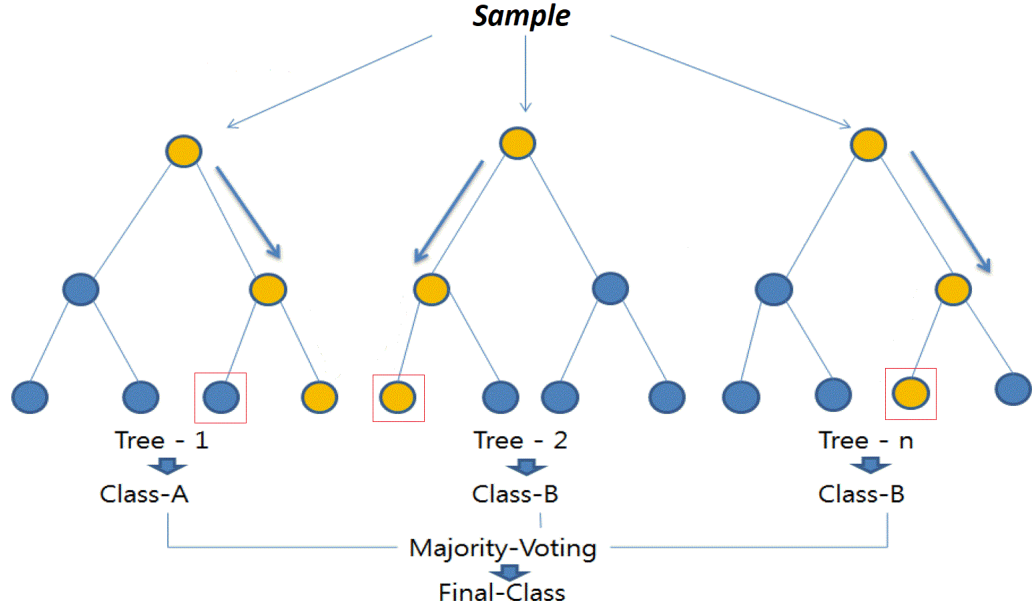 Sample
Tree - 1
Tree - 2
Tree - n
Class-A
Class-B
Class-B
Majority-Voting
Final-Class